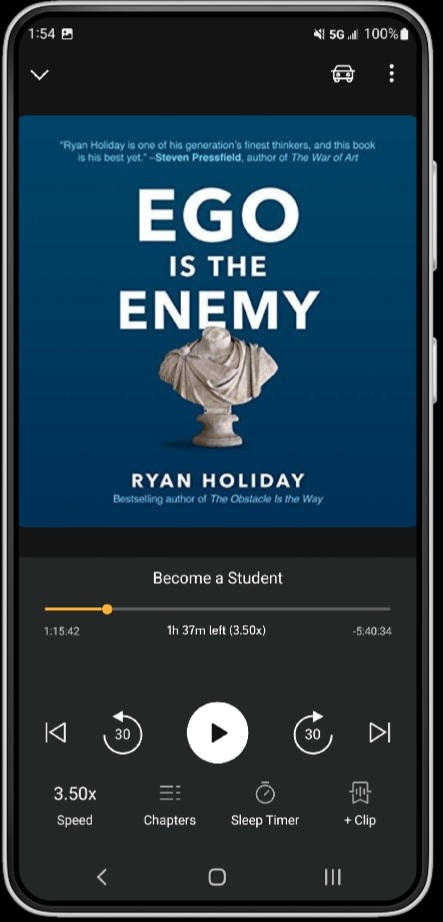 1:54 5G 100%
"Ryan Holiday is one of his generation's finest thinkers, and this book
is his best yet." –Steven Pressfield, author of The War of Art
EGO
IS THE
ENEMY
RYAN HOLIDAY
Bestselling author of The Obstacle Is the Way
Become a Student
1:15:42 1h 37m left (3.50x) -5:40:34
30 30
3.50x
Speed Chapters Sleep Timer + Clip